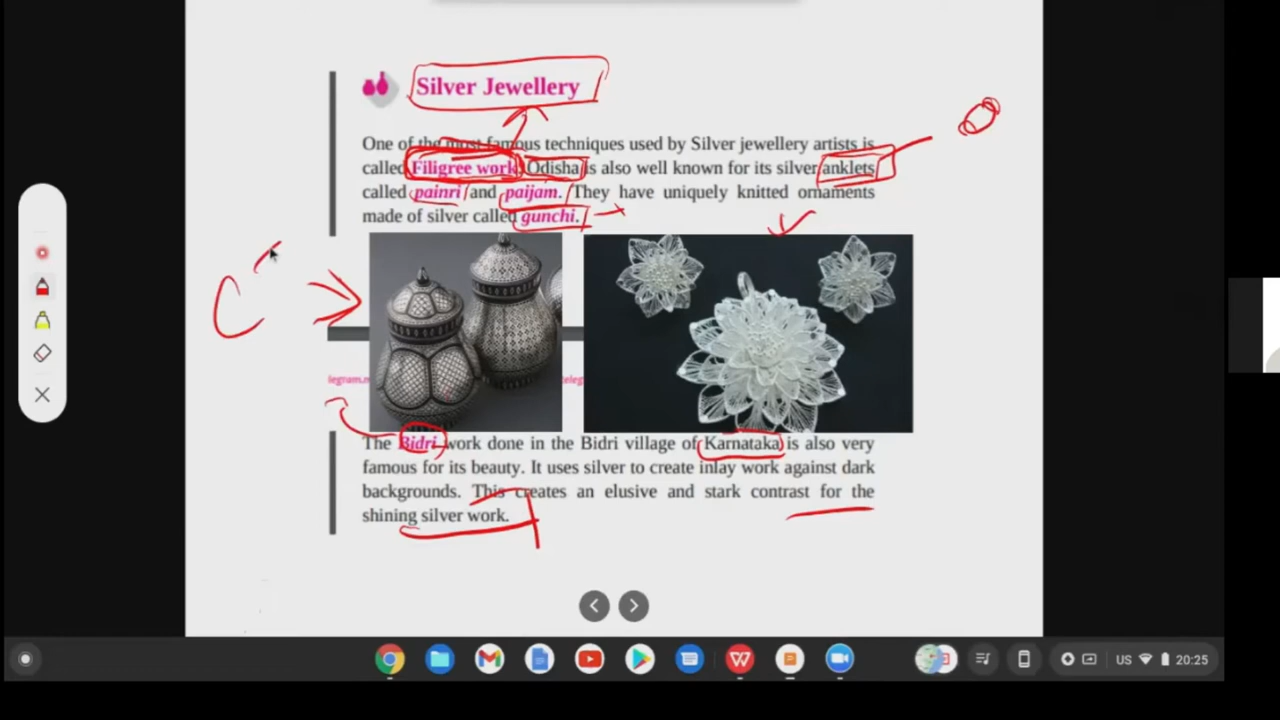 Silver Jewellery
One of the most famous techniques used by Silver jewellery artists is
called Filigree work Odisha is also well known for its silver anklets
called painri and paijam. They have uniquely knitted ornaments
made of silver called gunchi.
The Bidri work done in the Bidri village of Karnataka is also very
famous for its beauty. It uses silver to create inlay work against dark
backgrounds. This creates an elusive and stark contrast for the
shining silver work.
US 20:25